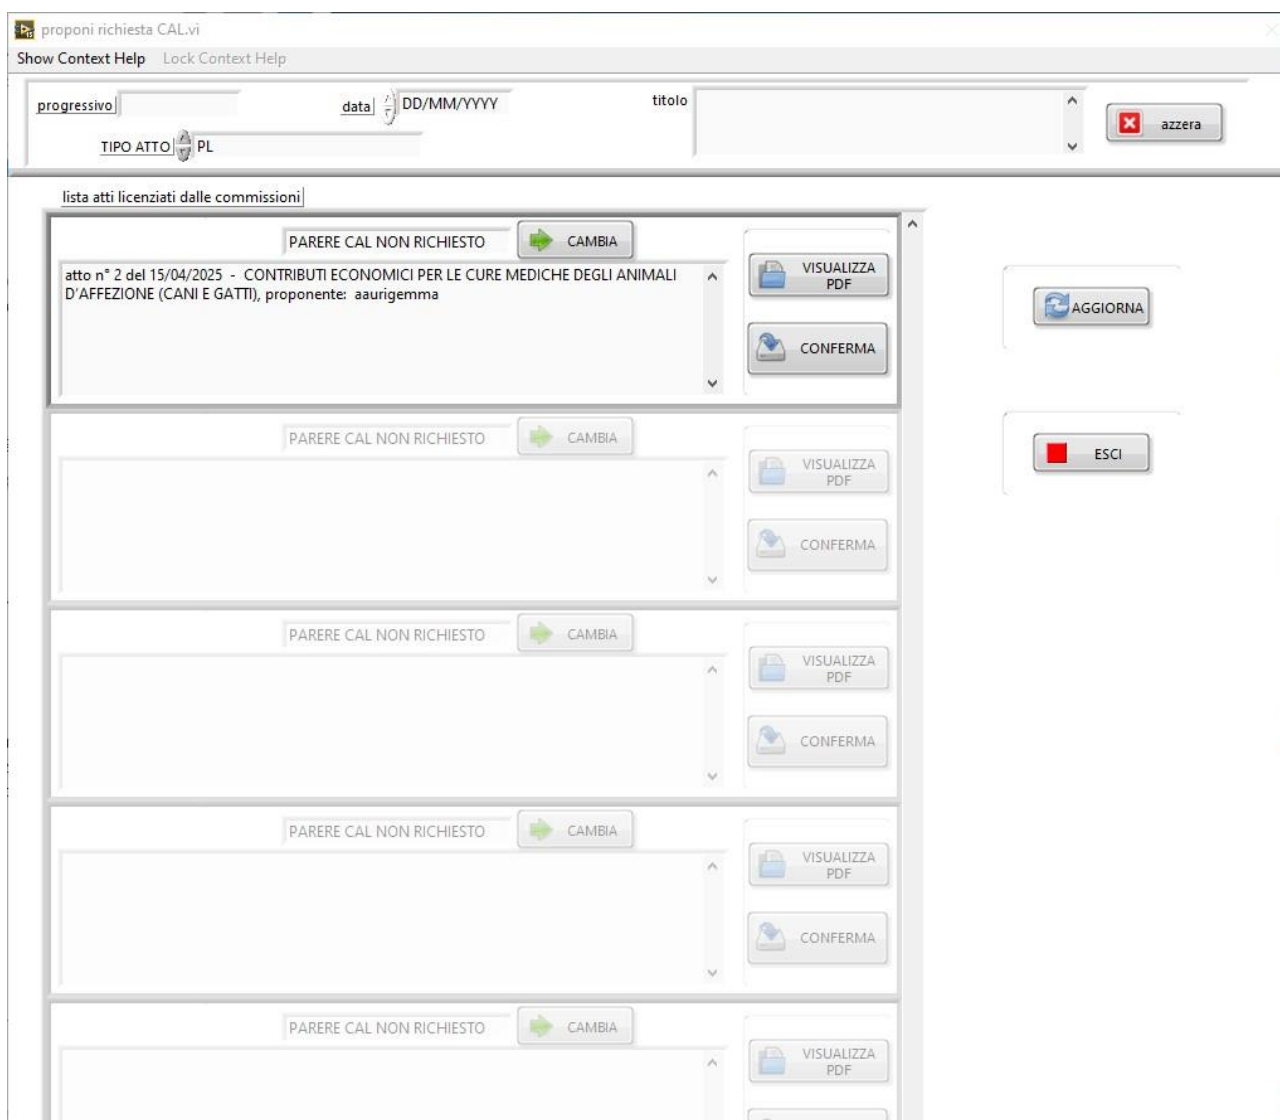 proponi richiesta CAL.vi
Show Context Help Lock Context Help
progressivo data DD/MM/YYYY titolo azzera
TIPO ATTO PL
lista atti licenziati dalle commissioni
PARERE CAL NON RICHIESTO CAMBIA
atto n° 2 del 15/04/2025 - CONTRIBUTI ECONOMICI PER LE CURE MEDICHE DEGLI ANIMALI
D'AFFEZIONE (CANI E GATTI), proponente: aaurigemma
VISUALIZZA
PDF
CONFERMA
AGGIORNA
PARERE CAL NON RICHIESTO CAMBIA
VISUALIZZA
PDF
CONFERMA
ESCI
PARERE CAL NON RICHIESTO CAMBIA
VISUALIZZA
PDF
CONFERMA
PARERE CAL NON RICHIESTO CAMBIA
VISUALIZZA
PDF
CONFERMA
PARERE CAL NON RICHIESTO CAMBIA
VISUALIZZA
PDF